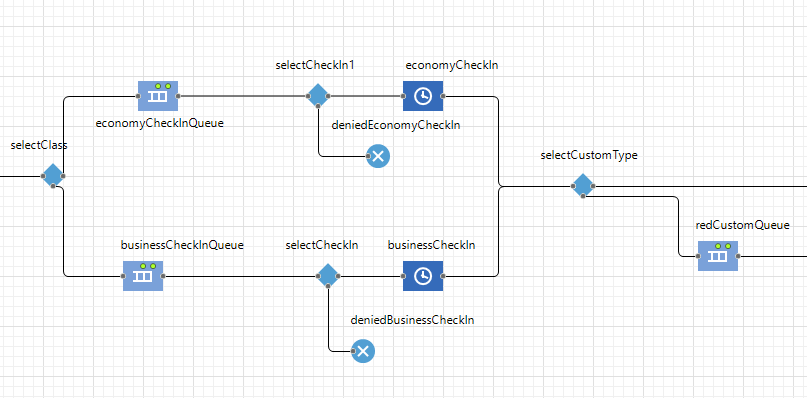 selectCheckIn1
economyCheckIn
economyCheckInQueue
deniedEconomyCheckIn
selectClass
selectCustomType
redCustomQueue
businessCheckInQueue
selectCheckIn
businessCheckIn
deniedBusinessCheckIn